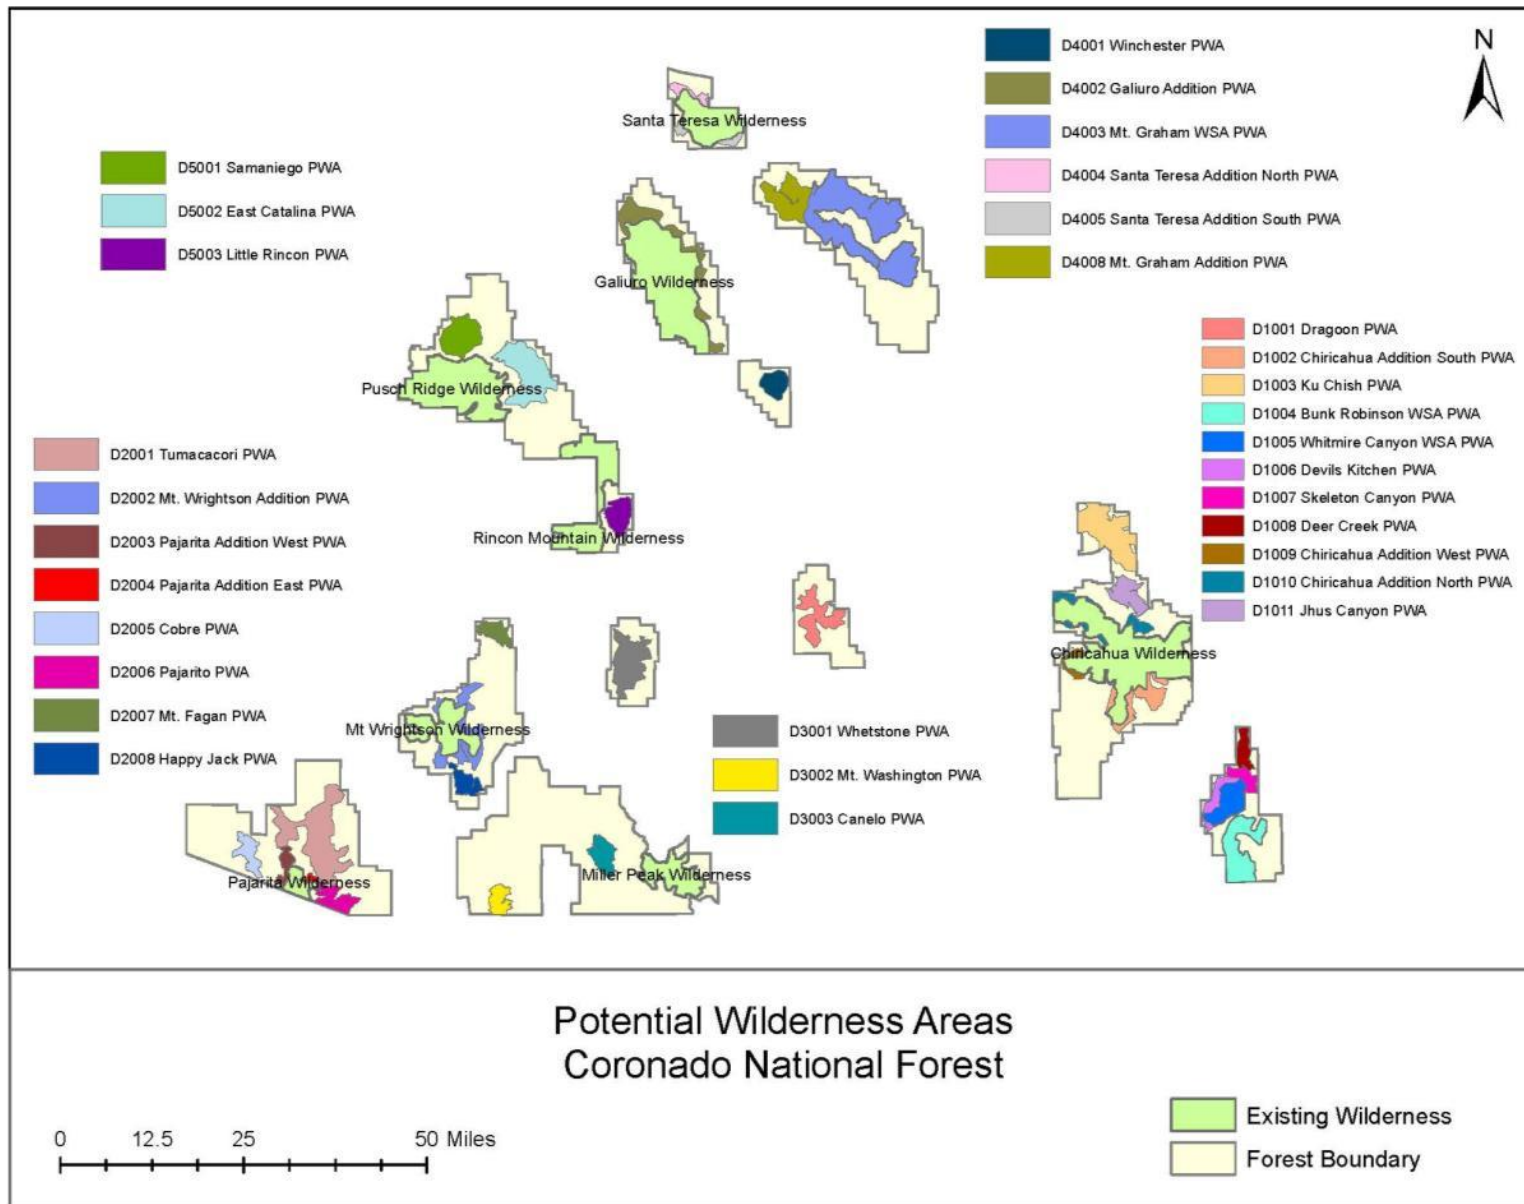 D4001 Winchester PWA
D4002 Galiuro Addition PWA
D4003 Mt. Graham WSA PWA
D4004 Santa Teresa Addition North PWA
D4005 Santa Teresa Addition South PWA
D4008 Mt. Graham Addition PWA
N
D5001 Samaniego PWA
D5002 East Catalina PWA
D5003 Little Rincon PWA
Santa Teresa Wilderness
Galiuro Wilderness
Pusch Ridge Wilderness
Rincon Mountain Wilderness
D1001 Dragoon PWA
D1002 Chiricahua Addition South PWA
D1003 Ku Chish PWA
D1004 Bunk Robinson WSA PWA
D1005 Whitmire Canyon WSA PWA
D1006 Devils Kitchen PWA
D1007 Skeleton Canyon PWA
D1008 Deer Creek PWA
D1009 Chiricahua Addition West PWA
D1010 Chiricahua Addition North PWA
D1011 Jhus Canyon PWA
D2001 Tumacacori PWA
D2002 Mt. Wrightson Addition PWA
D2003 Pajarita Addition West PWA
D2004 Pajarita Addition East PWA
D2005 Cobre PWA
D2006 Pajarito PWA
D2007 Mt. Fagan PWA
D2008 Happy Jack PWA
Chiricahua Wilderness
Mt Wrightson Wilderness
D3001 Whetstone PWA
D3002 Mt. Washington PWA
D3003 Canelo PWA
Pajarita Wilderness
Miller Peak Wilderness
Potential Wilderness Areas
Coronado National Forest
0 12.5 25 50 Miles
Existing Wilderness
Forest Boundary